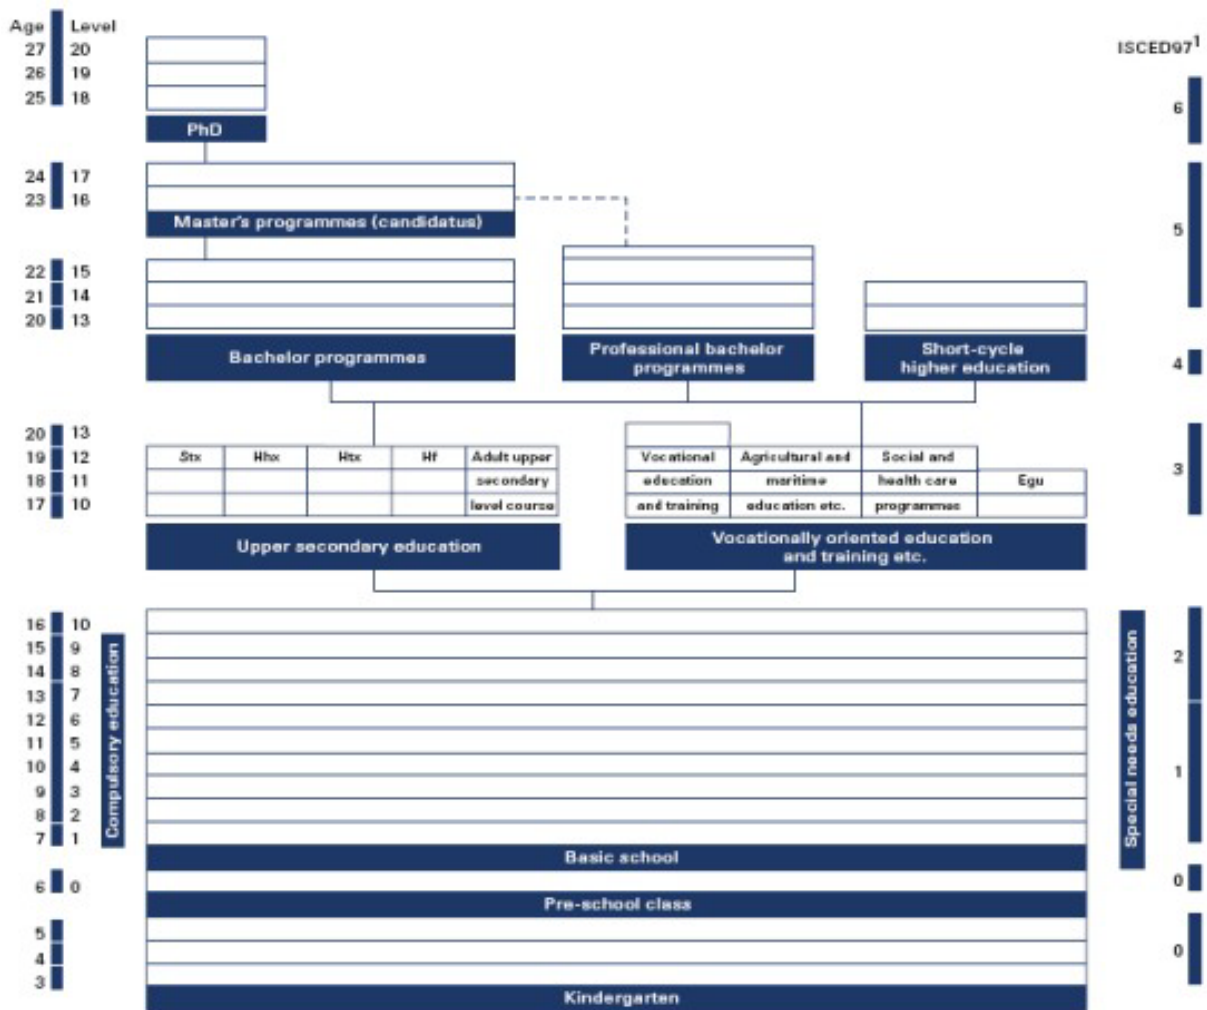 Age Level
ISCED97¹
27 20
26 19
25 18
6
PhD
24 17
23 16
Master's programmes (candidatus)
5
22 15
21 14
20 13
Bachelor programmes
Professional bachelor
programmes
Short-cycle
higher education
4
20 13
19 12
18 11
17 10
Stx
Hhx
Htx
Hf
Adult upper
secondary
level course
Vocational
education
and training
Agricultural and
maritime
education etc.
Social and
health care
programmes
Egu
3
Upper secondary education
Vocationally oriented education
and training etc.
16 10
15 9
14 8
13 7
12 6
11 5
10 4
9 3
8 2
7 1
Compulsory education
Special needs education
2
1
Basic school
6 0
0
Pre-school class
5
4
3
0
Kindergarten